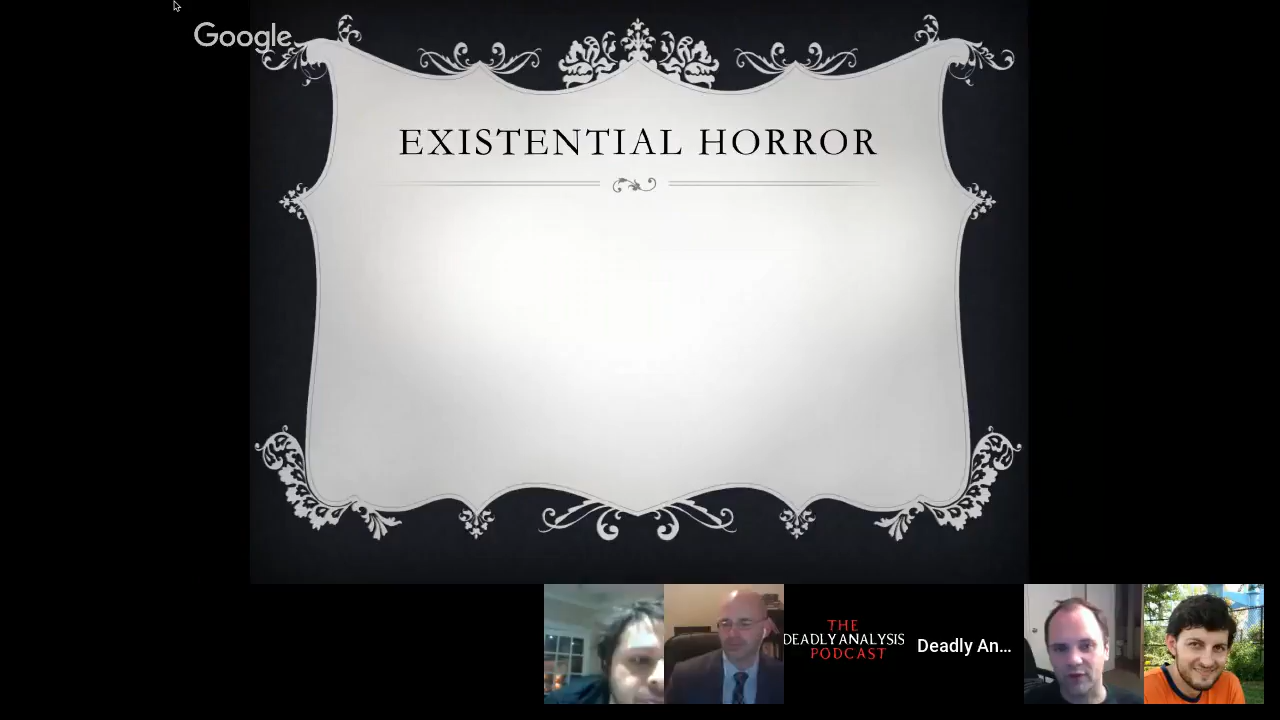 Google
EXISTENTIAL HORROR
THE
DEADLY ANALYSIS
PODCAST
Deadly An...